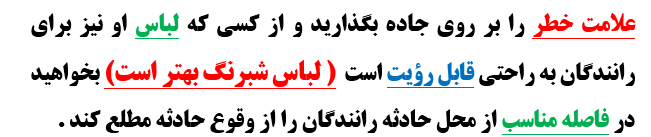 علامت خطر را بر روی جاده بگذارید و از کسی که لباس او نیز برای
رانندگان به راحتی قابل رؤیت است ( لباس شبرنگ بهتر است) بخواهید
در فاصله مناسب از محل حادثه رانندگان را از وقوع حادثه مطلع کند .